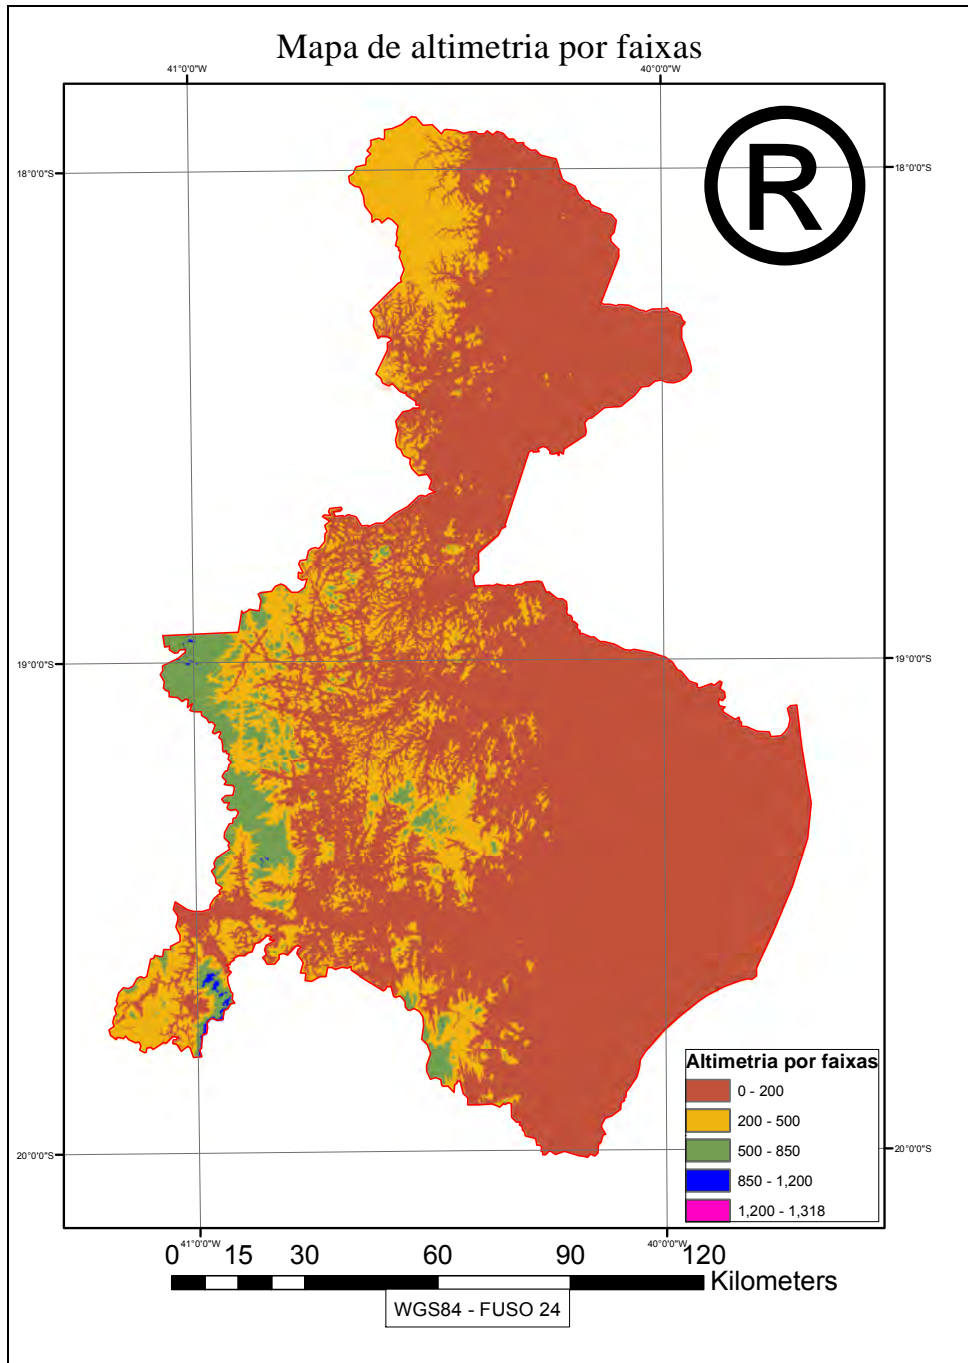 Mapa de altimetria por faixas
41°0'0"W 40°0'0"W
R
18°0'0"S 18°0'0"S
19°0'0"S 19°0'0"S
Altimetria por faixas
0 - 200
200 - 500
500 - 850
850 - 1,200
1,200 - 1,318
20°0'0"S 20°0'0"S
41°0'0"W 40°0'0"W
0 15 30 60 90 120
Kilometers
WGS84 - FUSO 24